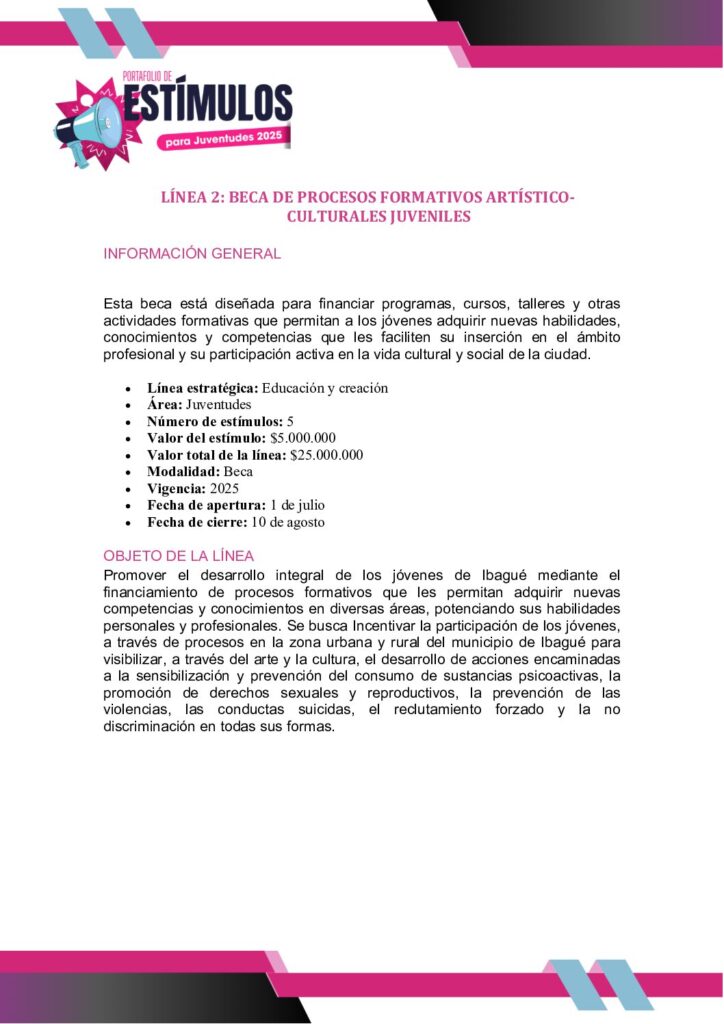 PORTAFOLIO DE
ESTÍMULOS
para Juventudes 2025
LÍNEA 2: BECA DE PROCESOS FORMATIVOS ARTÍSTICO-
CULTURALES JUVENILES
INFORMACIÓN GENERAL
Esta beca está diseñada para financiar programas, cursos, talleres y otras
actividades formativas que permitan a los jóvenes adquirir nuevas habilidades,
conocimientos y competencias que les faciliten su inserción en el ámbito
profesional y su participación activa en la vida cultural y social de la ciudad.
• Línea estratégica: Educación y creación
• Área: Juventudes
• Número de estímulos: 5
• Valor del estímulo: $5.000.000
• Valor total de la línea: $25.000.000
• Modalidad: Beca
• Vigencia: 2025
• Fecha de apertura: 1 de julio
• Fecha de cierre: 10 de agosto
OBJETO DE LA LÍNEA
Promover el desarrollo integral de los jóvenes de Ibagué mediante el
financiamiento de procesos formativos que les permitan adquirir nuevas
competencias y conocimientos en diversas áreas, potenciando sus habilidades
personales y profesionales. Se busca Incentivar la participación de los jóvenes,
a través de procesos en la zona urbana y rural del municipio de Ibagué para
visibilizar, a través del arte y la cultura, el desarrollo de acciones encaminadas
a la sensibilización y prevención del consumo de sustancias psicoactivas, la
promoción de derechos sexuales y reproductivos, la prevención de las
violencias, las conductas suicidas, el reclutamiento forzado y la no
discriminación en todas sus formas.